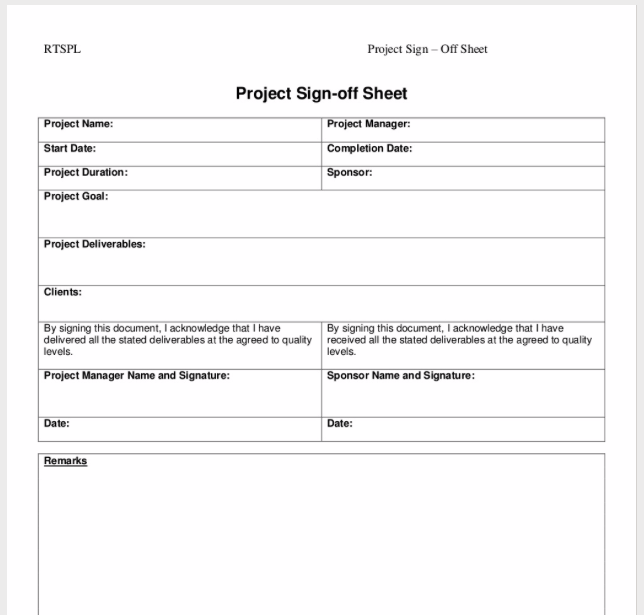 RTSPL Project Sign – Off Sheet
Project Sign-off Sheet
Project Name: Project Manager:
Start Date: Completion Date:
Project Duration: Sponsor:
Project Goal:
Project Deliverables:
Clients:
By signing this document, I acknowledge that I have
delivered all the stated deliverables at the agreed to quality
levels.
By signing this document, I acknowledge that I have
received all the stated deliverables at the agreed to quality
levels.
Project Manager Name and Signature: Sponsor Name and Signature:
Date: Date:
Remarks